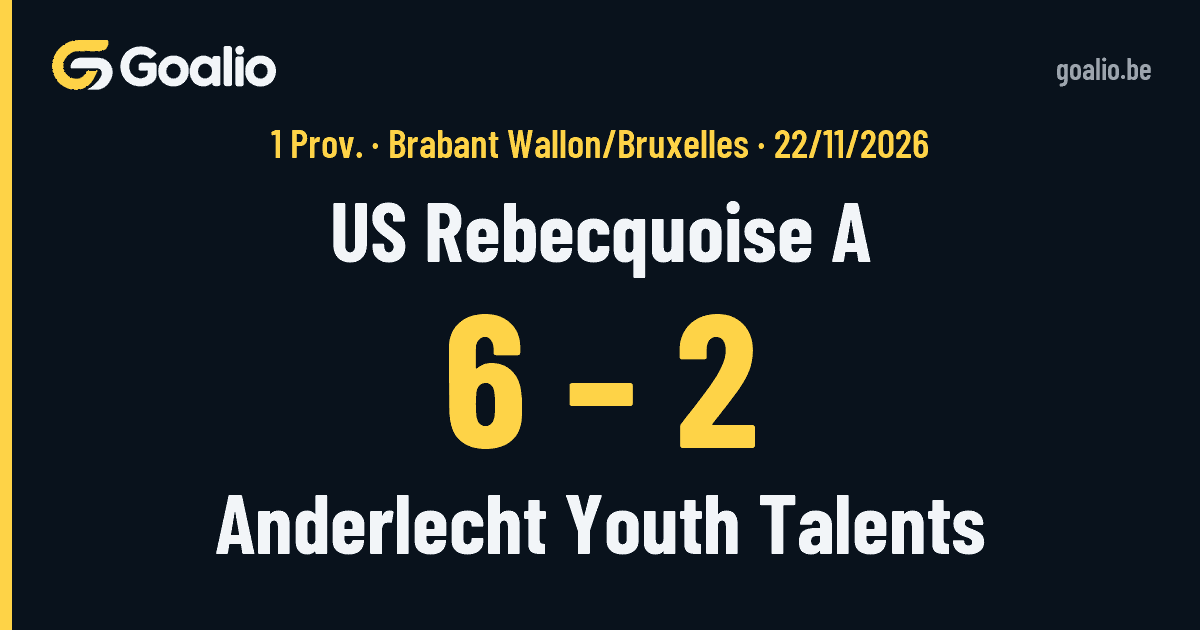 Goalio
goalio.be
1 Prov. · Brabant Wallon/Bruxelles · 22/11/2026
US Rebecquoise A
6 – 2
Anderlecht Youth Talents